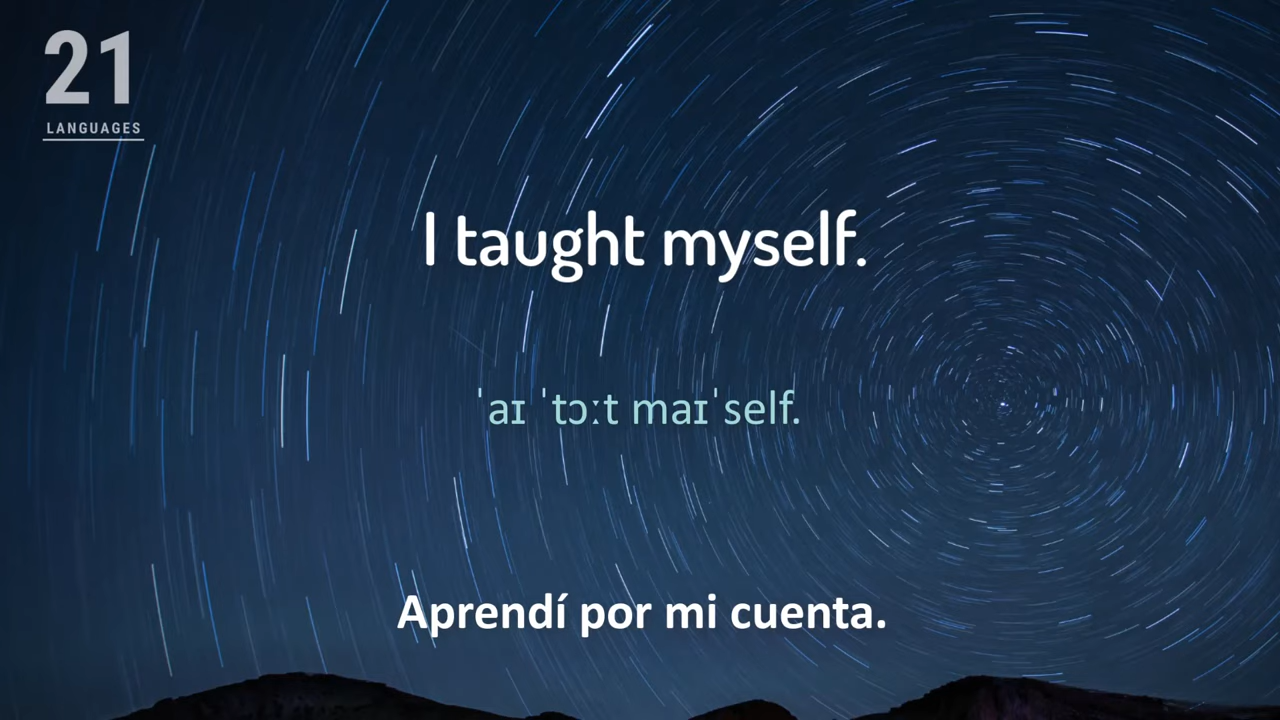 21
LANGUAGES
I taught myself.
ˈaɪ ˈtɔːt maɪˈself.
Aprendí por mi cuenta.